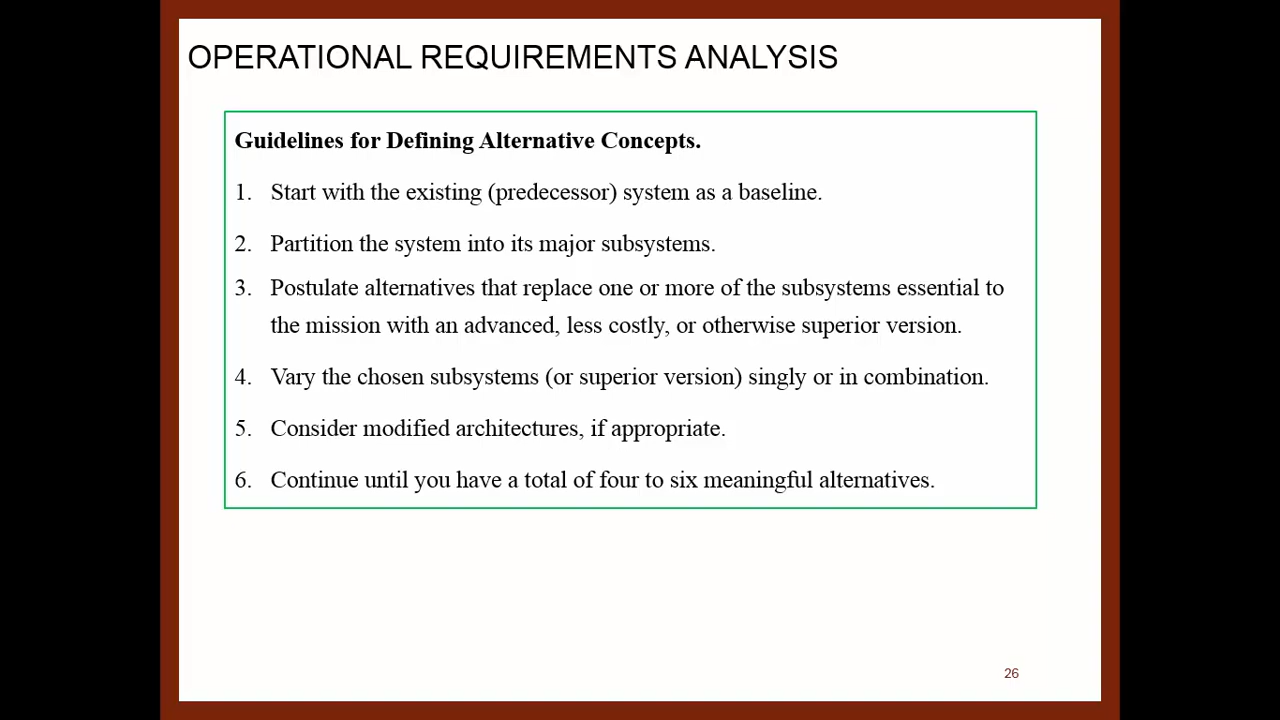 OPERATIONAL REQUIREMENTS ANALYSIS
Guidelines for Defining Alternative Concepts.
1. Start with the existing (predecessor) system as a baseline.
2. Partition the system into its major subsystems.
3. Postulate alternatives that replace one or more of the subsystems essential to
the mission with an advanced, less costly, or otherwise superior version.
4. Vary the chosen subsystems (or superior version) singly or in combination.
5. Consider modified architectures, if appropriate.
6. Continue until you have a total of four to six meaningful alternatives.
26